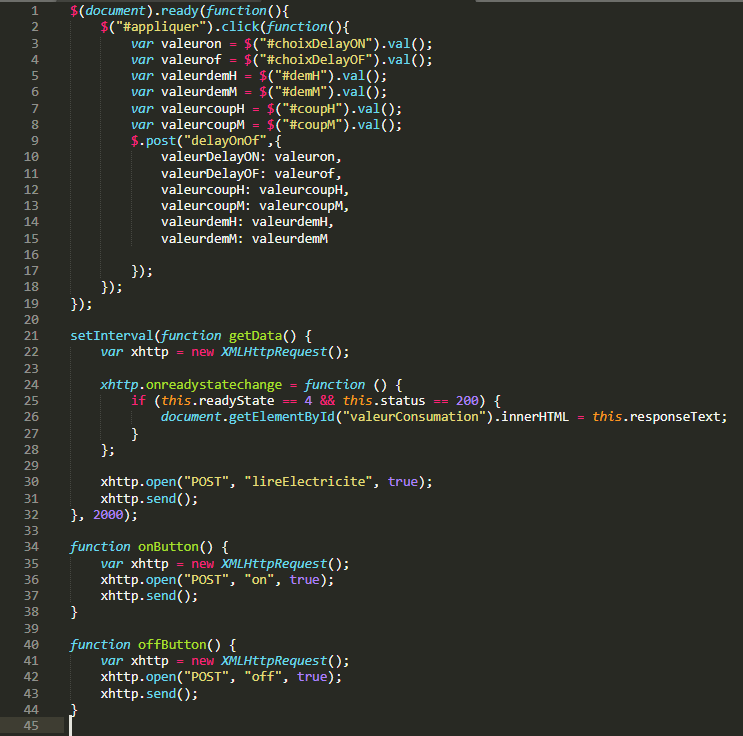 1 $(document).ready(function(){
2     $("#appliquer").click(function(){
3         var valeuron = $("#choixDelayON").val();
4         var valeurof = $("#choixDelayOF").val();
5         var valeurdemH = $("#demH").val();
6         var valeurdemM = $("#demM").val();
7         var valeurcoupH = $("#coupH").val();
8         var valeurcoupM = $("#coupM").val();
9         $.post("delayOnOf",{
10             valeurDelayON: valeuron,
11             valeurDelayOF: valeurof,
12             valeurcoupH: valeurcoupH,
13             valeurcoupM: valeurcoupM,
14             valeurdemH: valeurdemH,
15             valeurdemM: valeurdemM
16
17         });
18     });
19 });
20
21 setInterval(function getData() {
22     var xhttp = new XMLHttpRequest();
23
24     xhttp.onreadystatechange = function () {
25         if (this.readyState == 4 && this.status == 200) {
26             document.getElementById("valeurConsumation").innerHTML = this.responseText;
27         }
28     };
29
30     xhttp.open("POST", "lireElectricite", true);
31     xhttp.send();
32 }, 2000);
33
34 function onButton() {
35     var xhttp = new XMLHttpRequest();
36     xhttp.open("POST", "on", true);
37     xhttp.send();
38 }
39
40 function offButton() {
41     var xhttp = new XMLHttpRequest();
42     xhttp.open("POST", "off", true);
43     xhttp.send();
44 }
45